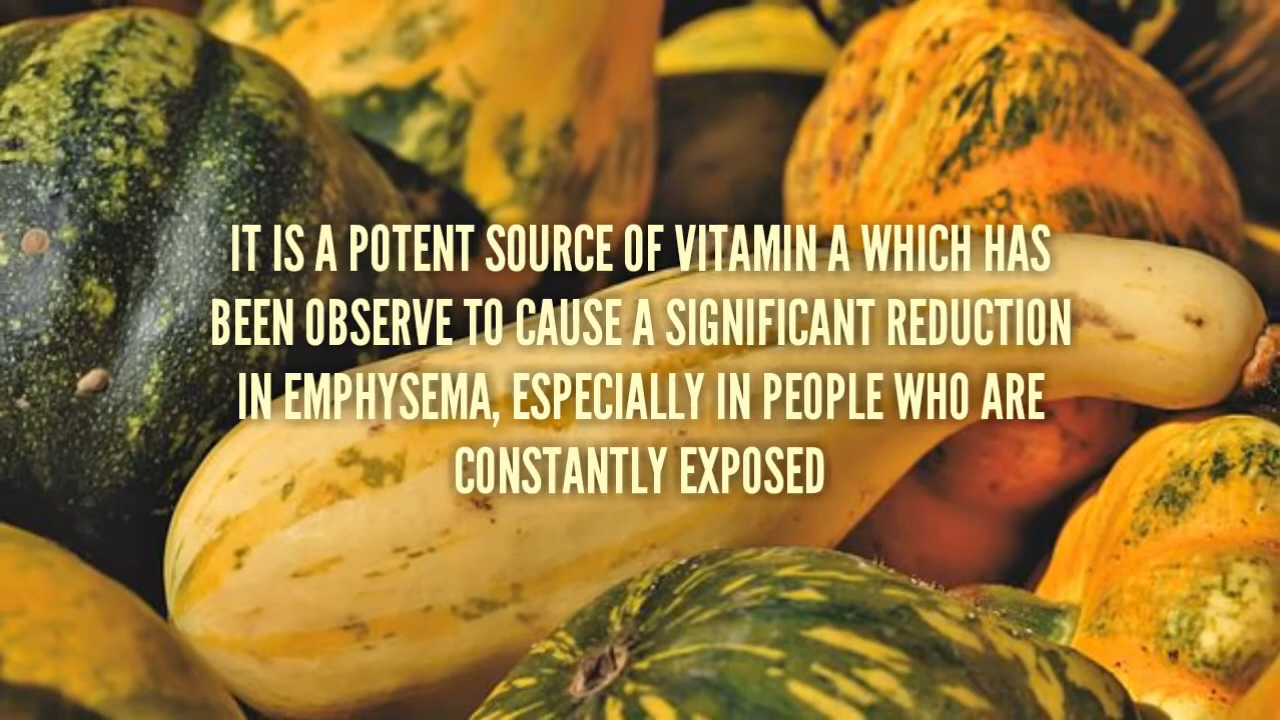 IT IS A POTENT SOURCE OF VITAMIN A WHICH HAS
BEEN OBSERVE TO CAUSE A SIGNIFICANT REDUCTION
IN EMPHYSEMA, ESPECIALLY IN PEOPLE WHO ARE
CONSTANTLY EXPOSED